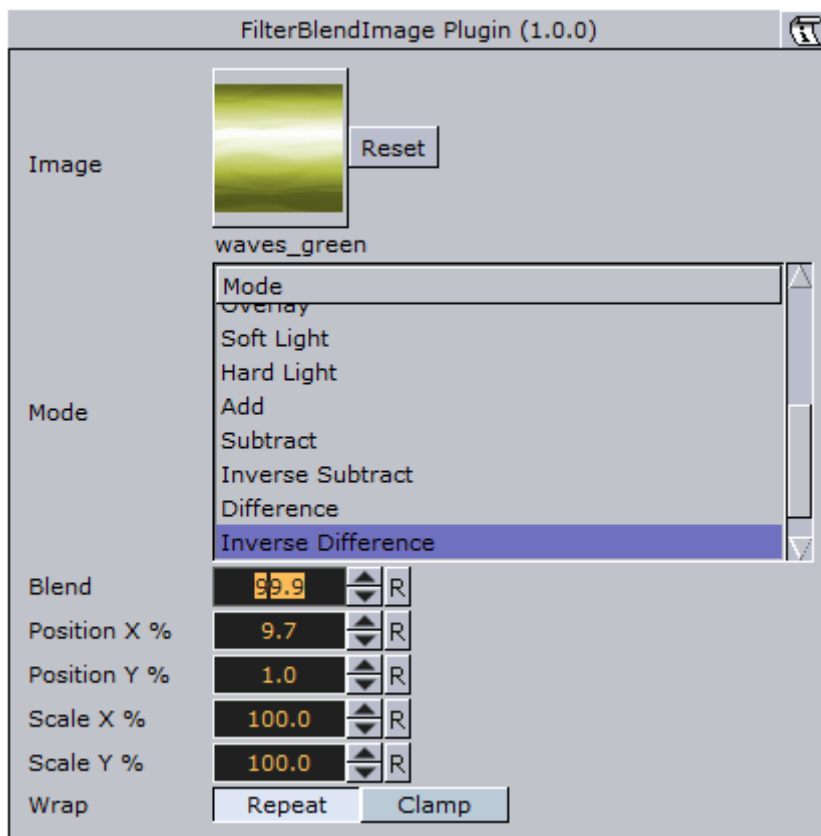 FilterBlendImage Plugin (1.0.0)
Image
Reset
waves_green
Mode
Mode
Overlay
Soft Light
Hard Light
Add
Subtract
Inverse Subtract
Difference
Inverse Difference
Blend 99.9 R
Position X % 9.7 R
Position Y % 1.0 R
Scale X % 100.0 R
Scale Y % 100.0 R
Wrap Repeat Clamp